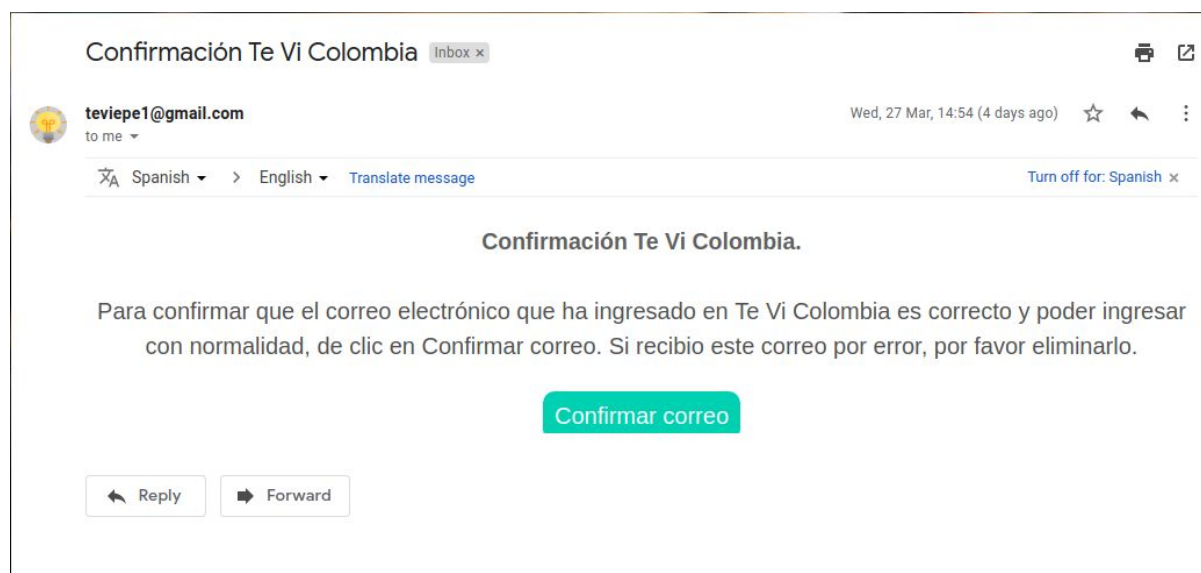 Confirmación Te Vi Colombia Inbox ×
teviepe1@gmail.com Wed, 27 Mar, 14:54 (4 days ago)
to me
Spanish > English Translate message Turn off for: Spanish ×
Confirmación Te Vi Colombia.
Para confirmar que el correo electrónico que ha ingresado en Te Vi Colombia es correcto y poder ingresar
con normalidad, de clic en Confirmar correo. Si recibio este correo por error, por favor eliminarlo.
Confirmar correo
Reply Forward